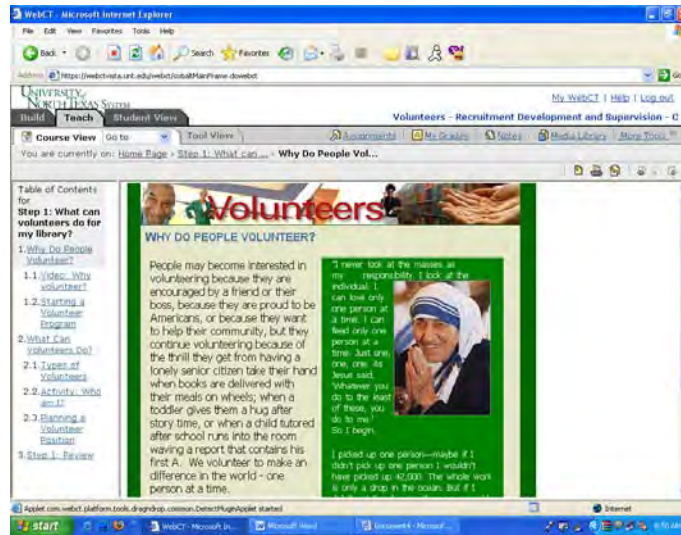 WebCT - Microsoft Internet Explorer
File Edit View Favorites Tools Help
Back Search Favorites
Address https://webctvista.unt.edu/webct/cobaltMainFrame.dowebct Go
UNIVERSITY of
NORTH TEXAS SYSTEM
My WebCT | Help | Log out
Build Teach Student View
Volunteers - Recruitment Development and Supervision - C
Course View Go to Tool View Assignments My Grades Notes Media Library More Tools
You are currently on: Home Page › Step 1: What can ... › Why Do People Vol...
Table of Contents
for
Step 1: What can
volunteers do for
my library?
1. Why Do People
Volunteer?
1.1. Video: Why
volunteer?
1.2. Starting a
Volunteer
Program
2. What Can
Volunteers Do?
2.1. Types of
Volunteers
2.2. Activity: Who
am I?
2.3. Planning a
Volunteer
Position
3. Step 1: Review
Volunteers
WHY DO PEOPLE VOLUNTEER?
People may become interested in
volunteering because they are
encouraged by a friend or their
boss, because they are proud to be
Americans, or because they want
to help their community, but they
continue volunteering because of
the thrill they get from having a
lonely senior citizen take their hand
when books are delivered with
their meals on wheels; when a
toddler gives them a hug after
story time, or when a child tutored
after school runs into the room
waving a report that contains his
first A. We volunteer to make an
difference in the world - one
person at a time.
"I never look at the masses as
my responsibility. I look at the
individual. I
can love only
one person at
a time. I can
feed only one
person at a
time. Just one,
one, one. As
Jesus said,
'Whatever you
do to the least
of these, you
do to me.'
So I begin.
I picked up one person—maybe if I
didn't pick up one person I wouldn't
have picked up 42,000. The whole work
is only a drop in the ocean. But if I
Applet com.webct.platform.tools.dragndrop.common.DetectPluginApplet started
Internet
start
WebCT - Microsoft In...
Microsoft Word
Document4 - Microsof...